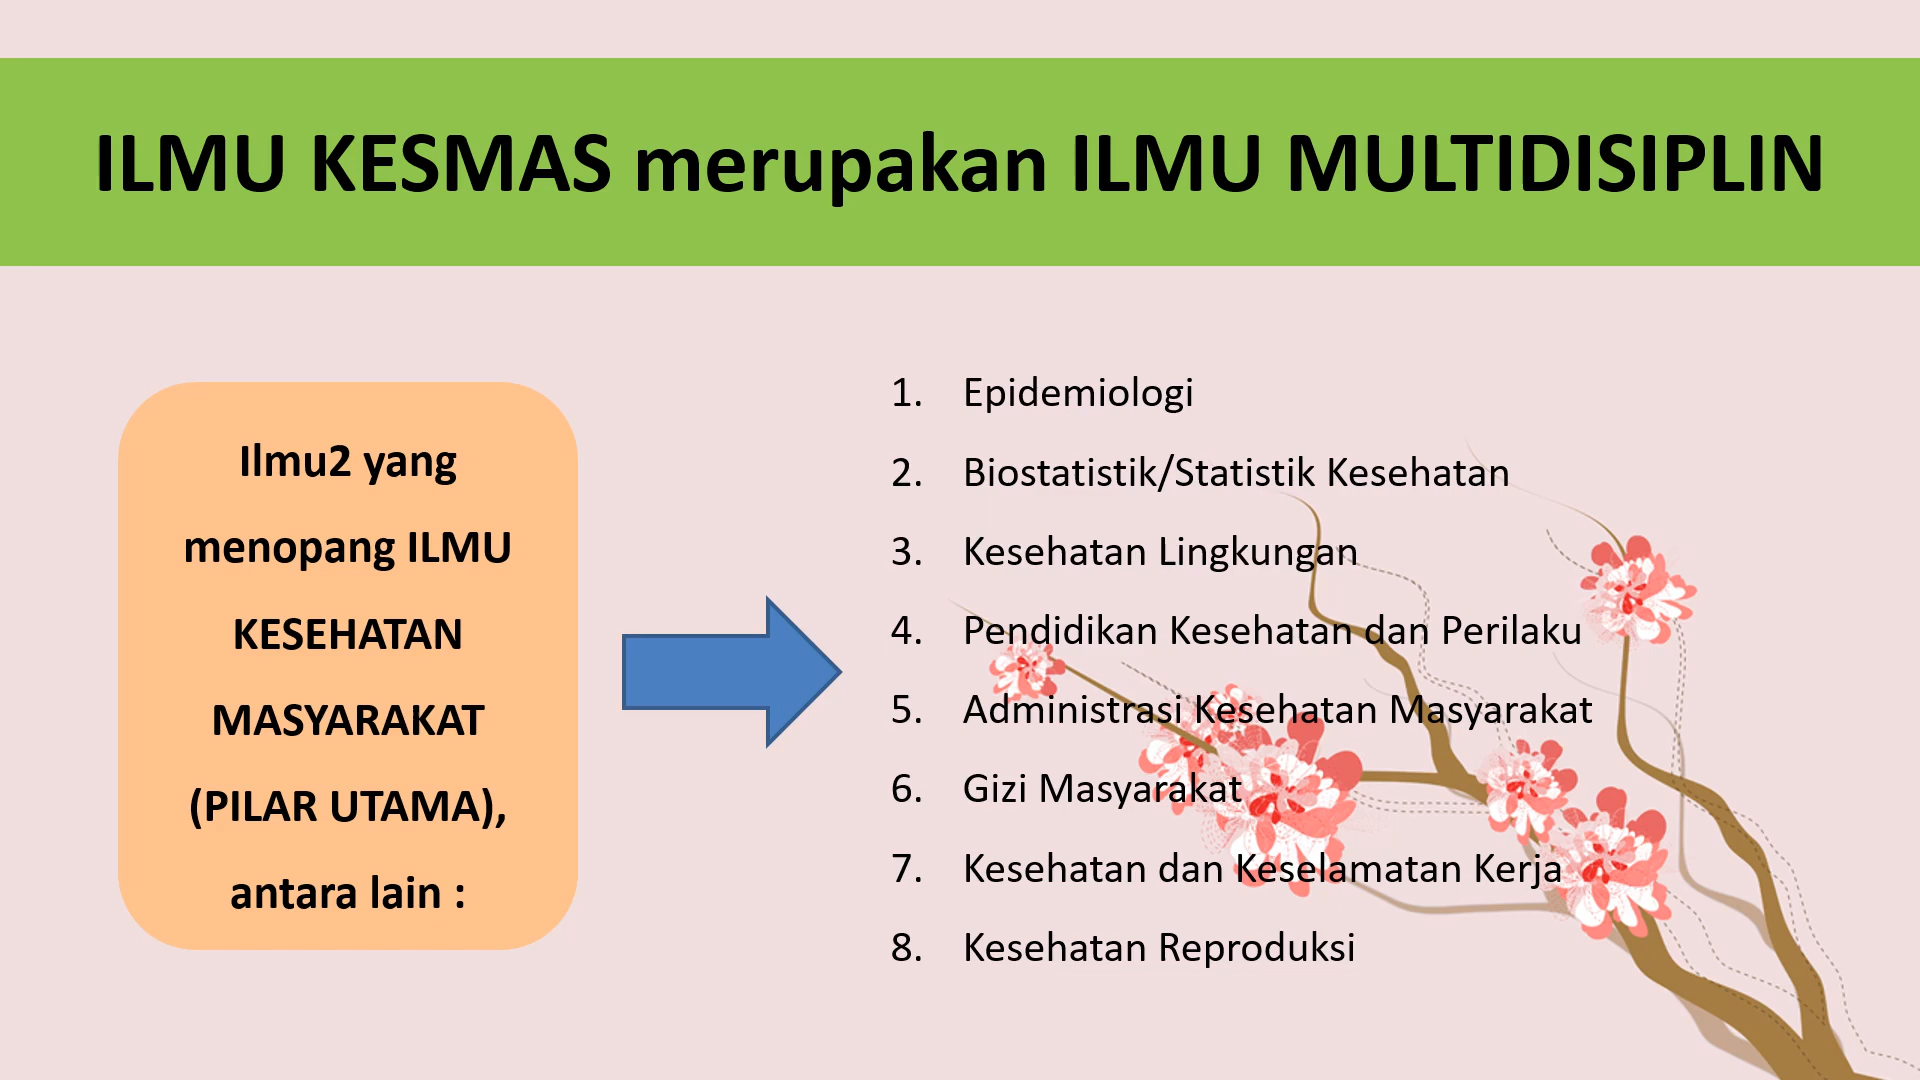 ILMU KESMAS merupakan ILMU MULTIDISIPLIN
Ilmu2 yang
menopang ILMU
KESEHATAN
MASYARAKAT
(PILAR UTAMA),
antara lain :
1. Epidemiologi
2. Biostatistik/Statistik Kesehatan
3. Kesehatan Lingkungan
4. Pendidikan Kesehatan dan Perilaku
5. Administrasi Kesehatan Masyarakat
6. Gizi Masyarakat
7. Kesehatan dan Keselamatan Kerja
8. Kesehatan Reproduksi